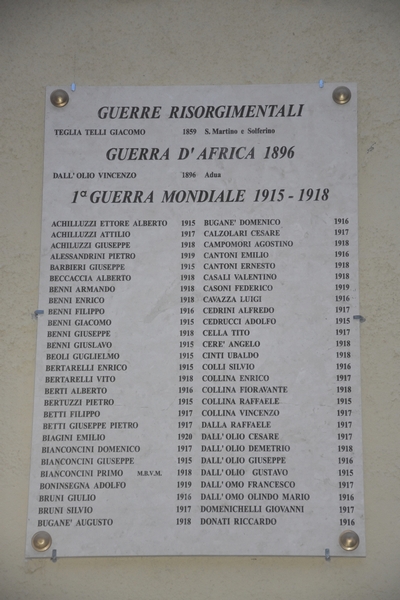 GUERRE RISORGIMENTALI
TEGLIA TELLI GIACOMO 1859 S. Martino e Solferino
GUERRA D'AFRICA 1896
DALL'OLIO VINCENZO 1896 Adua
1ª GUERRA MONDIALE 1915-1918
ACHILLUZZI ETTORE ALBERTO 1915 BUGANE' DOMENICO 1916
ACHILLUZZI ATTILIO 1917 CALZOLARI CESARE 1917
ACHILUZZI GIUSEPPE 1918 CAMPOMORI AGOSTINO 1918
ALESSANDRINI PIETRO 1919 CANTONI EMILIO 1916
BARBIERI GIUSEPPE 1915 CANTONI ERNESTO 1918
BECCACCIA ALBERTO 1918 CASALI VALENTINO 1918
BENNI ARMANDO 1918 CASONI FEDERICO 1919
BENNI ENRICO 1918 CAVAZZA LUIGI 1916
BENNI FILIPPO 1916 CEDRINI ALFREDO 1917
BENNI GIACOMO 1915 CEDRUCCI ADOLFO 1915
BENNI GIUSEPPE 1918 CELLA TITO 1917
BENNI GIUSLAVO 1915 CERE' ANGELO 1918
BEOLI GUGLIELMO 1915 CINTI UBALDO 1918
BERTARELLI ENRICO 1915 COLLI SILVIO 1916
BERTARELLI VITO 1918 COLLINA ENRICO 1917
BERTI ALBERTO 1916 COLLINA FIORAVANTE 1918
BERTUZZI PIETRO 1915 COLLINA RAFFAELE 1915
BETTI FILIPPO 1917 COLLINA VINCENZO 1917
BETTI GIUSEPPE PIETRO 1917 DALLA RAFFAELE 1917
BIAGINI EMILIO 1920 DALL'OLIO CESARE 1917
BIANCONCINI DOMENICO 1917 DALL'OLIO DEMETRIO 1918
BIANCONCINI GIUSEPPE 1915 DALL'OLIO GIUSEPPE 1916
BIANCONCINI PRIMO M.B.V.M. 1918 DALL'OLIO GUSTAVO 1915
BONINSEGNA ADOLFO 1919 DALL'OMO FRANCESCO 1917
BRUNI GIULIO 1916 DALL'OMO OLINDO MARIO 1916
BRUNI SILVIO 1917 DOMENICHELLI GIOVANNI 1917
BUGANE' AUGUSTO 1918 DONATI RICCARDO 1916